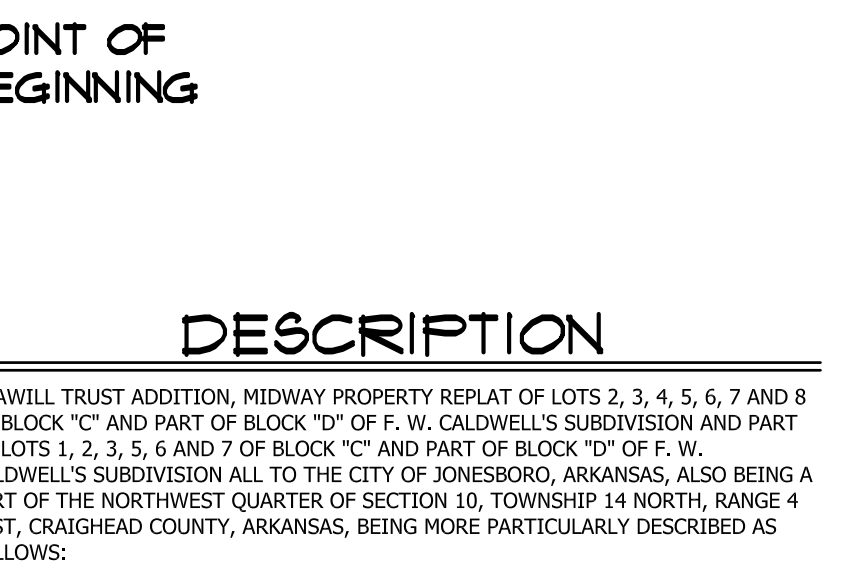 OINT OF
EGINNING
DESCRIPTION
AWILL TRUST ADDITION, MIDWAY PROPERTY REPLAT OF LOTS 2, 3, 4, 5, 6, 7 AND 8
BLOCK "C" AND PART OF BLOCK "D" OF F. W. CALDWELL'S SUBDIVISION AND PART
LOTS 1, 2, 3, 5, 6 AND 7 OF BLOCK "C" AND PART OF BLOCK "D" OF F. W.
LDWELL'S SUBDIVISION ALL TO THE CITY OF JONESBORO, ARKANSAS, ALSO BEING A
RT OF THE NORTHWEST QUARTER OF SECTION 10, TOWNSHIP 14 NORTH, RANGE 4
ST, CRAIGHEAD COUNTY, ARKANSAS, BEING MORE PARTICULARLY DESCRIBED AS
LLOWS: